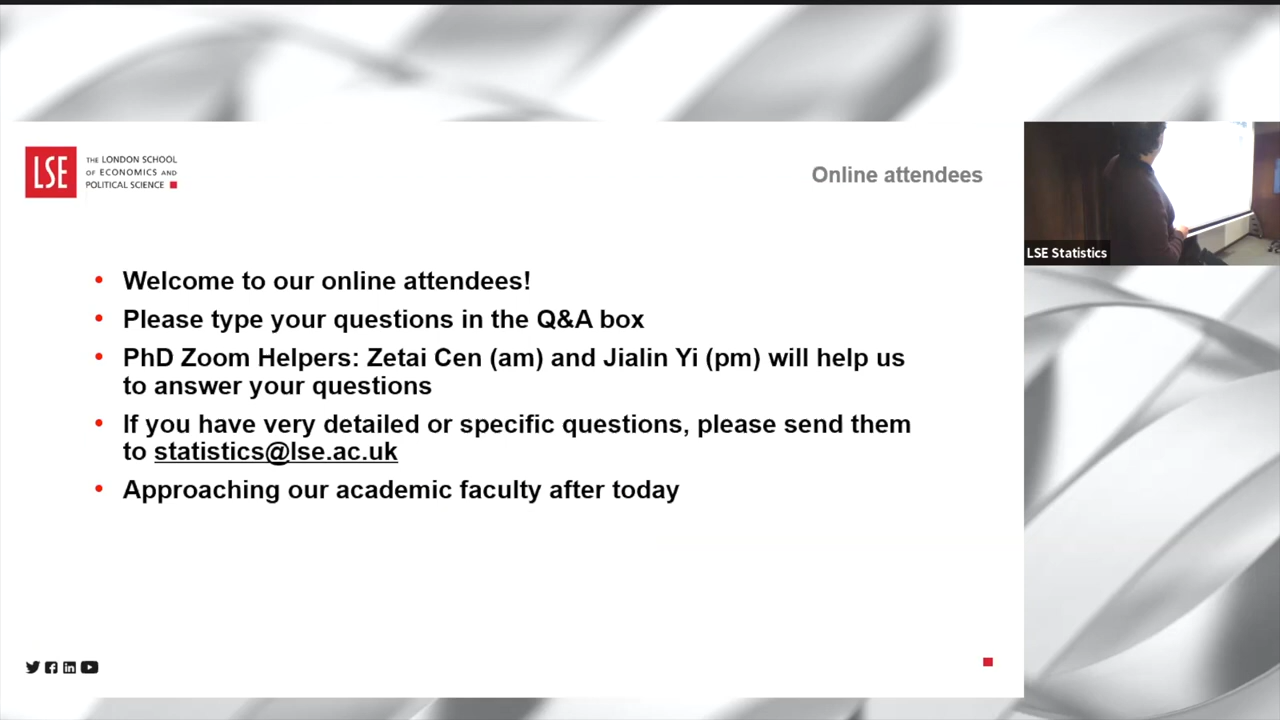 LSE
THE LONDON SCHOOL
OF ECONOMICS AND
POLITICAL SCIENCE
Online attendees
LSE Statistics
• Welcome to our online attendees!
• Please type your questions in the Q&A box
• PhD Zoom Helpers: Zetai Cen (am) and Jialin Yi (pm) will help us
to answer your questions
• If you have very detailed or specific questions, please send them
to statistics@lse.ac.uk
• Approaching our academic faculty after today